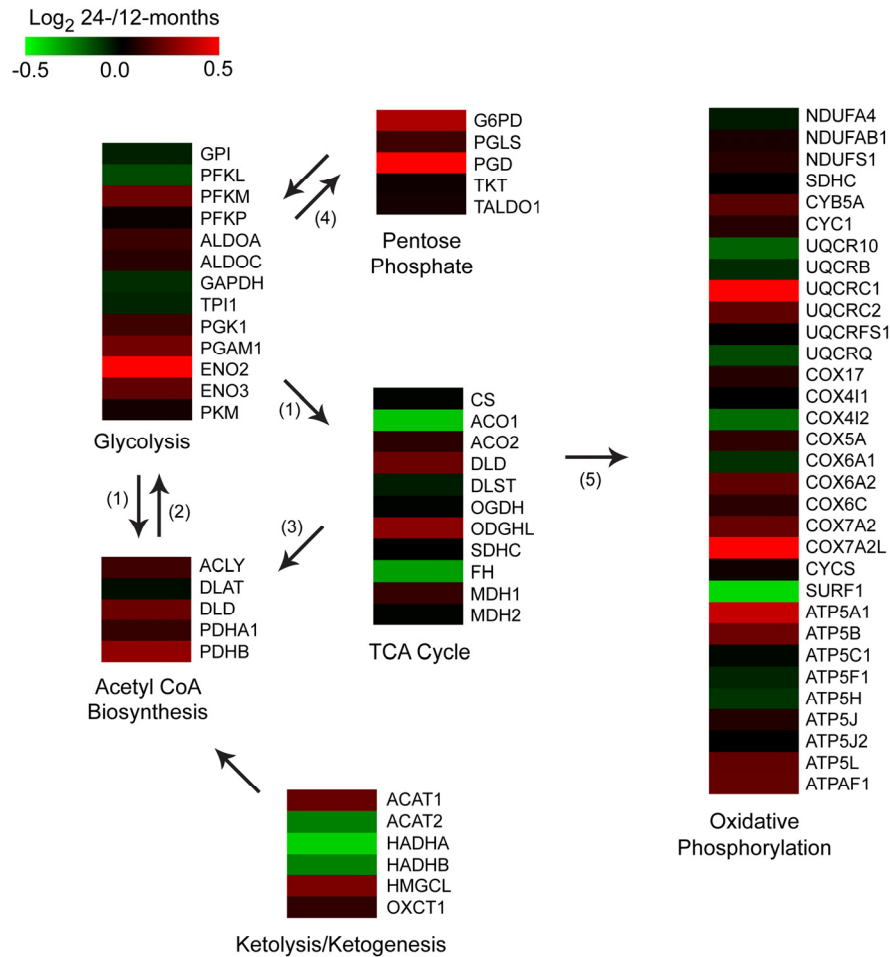 Log2 24-/12-months
-0.5 0.0 0.5
GPI
PFKL
PFKM
PFKP
ALDOA
ALDOC
GAPDH
TPI1
PGK1
PGAM1
ENO2
ENO3
PKM
Glycolysis
(4)
G6PD
PGLS
PGD
TKT
TALDO1
Pentose
Phosphate
(1)
(1)
(2)
(3)
ACLY
DLAT
DLD
PDHA1
PDHB
Acetyl CoA
Biosynthesis
CS
ACO1
ACO2
DLD
DLST
OGDH
ODGHL
SDHC
FH
MDH1
MDH2
TCA Cycle
(5)
ACAT1
ACAT2
HADHA
HADHB
HMGCL
OXCT1
Ketolysis/Ketogenesis
NDUFA4
NDUFAB1
NDUFS1
SDHC
CYB5A
CYC1
UQCR10
UQCRB
UQCRC1
UQCRC2
UQCRFS1
UQCRQ
COX17
COX4I1
COX4I2
COX5A
COX6A1
COX6A2
COX6C
COX7A2
COX7A2L
CYCS
SURF1
ATP5A1
ATP5B
ATP5C1
ATP5F1
ATP5H
ATP5J
ATP5J2
ATP5L
ATPAF1
Oxidative
Phosphorylation